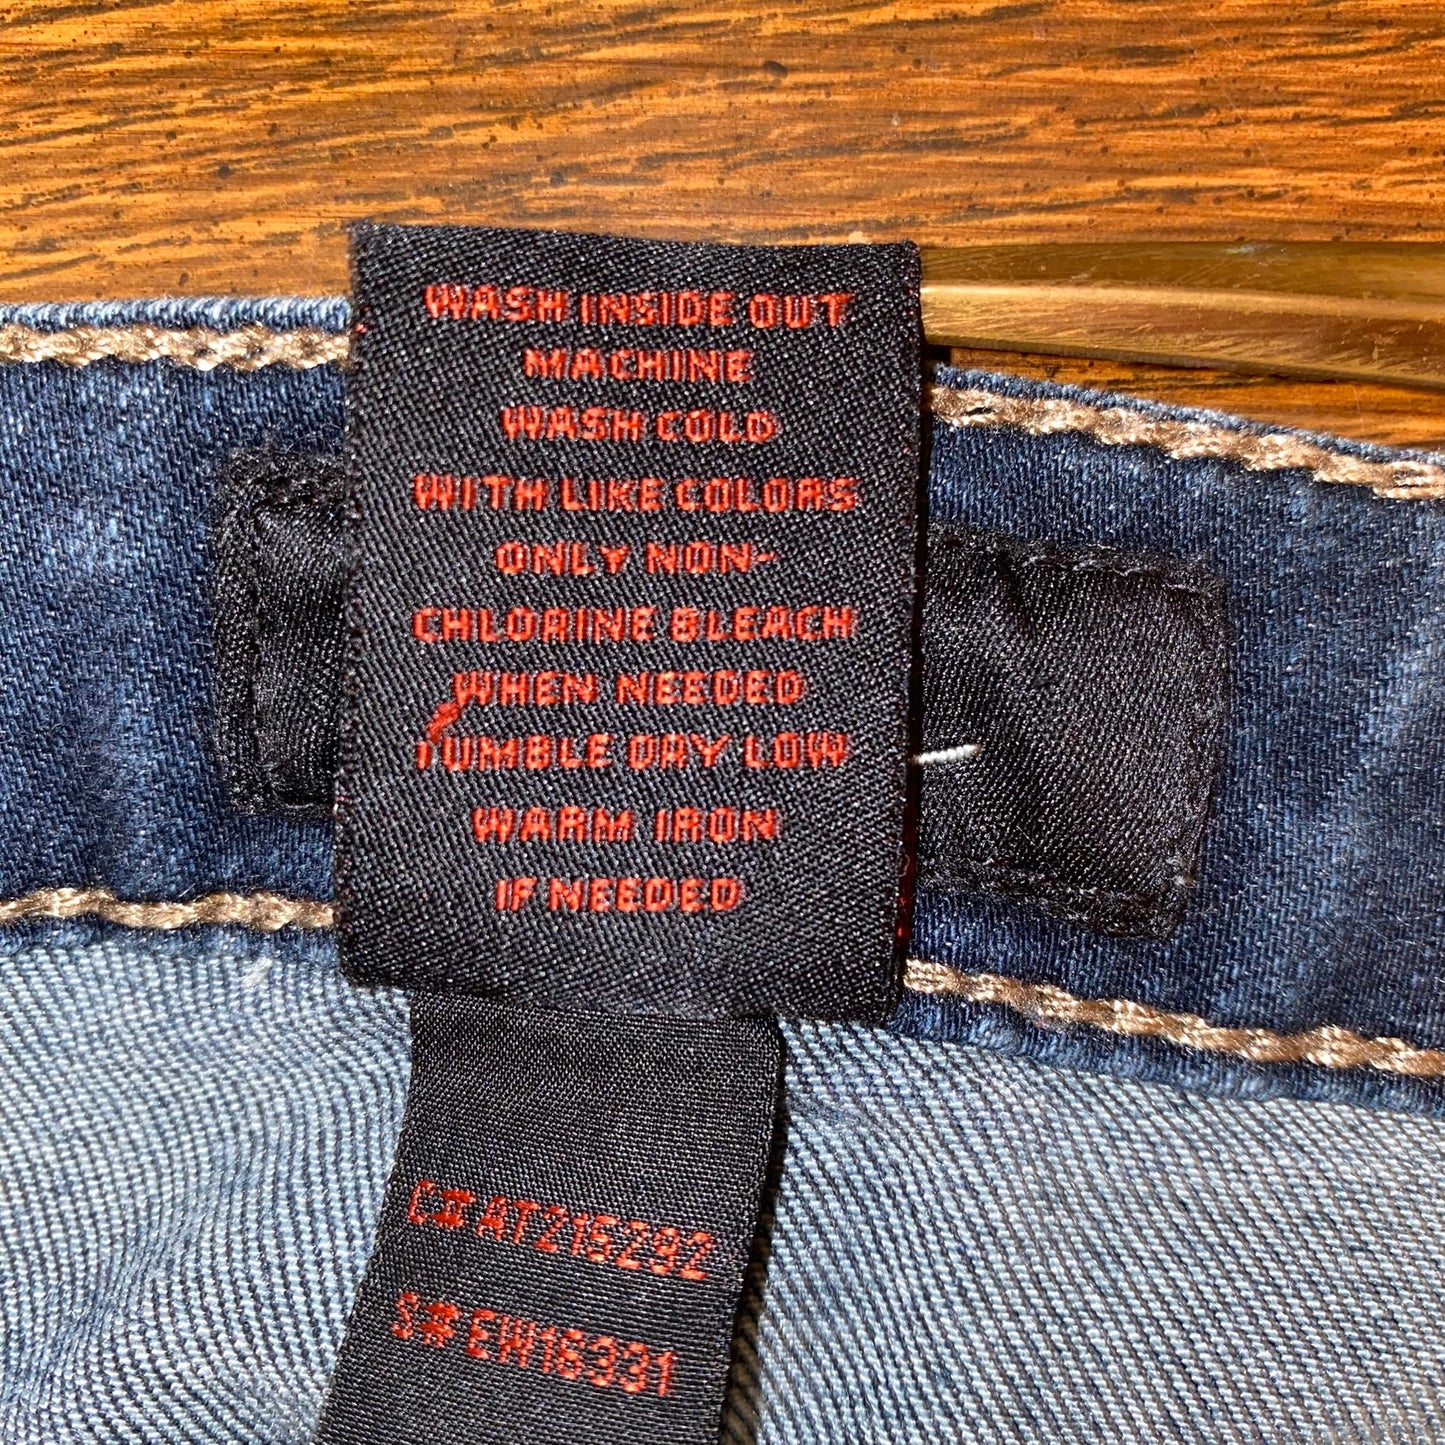 WASH INSIDE OUT
MACHINE
WASH COLD
WITH LIKE COLORS
ONLY NON-
CHLORINE BLEACH
WHEN NEEDED
TUMBLE DRY LOW
WARM IRON
IF NEEDED
C# AT215292
S# EW16331